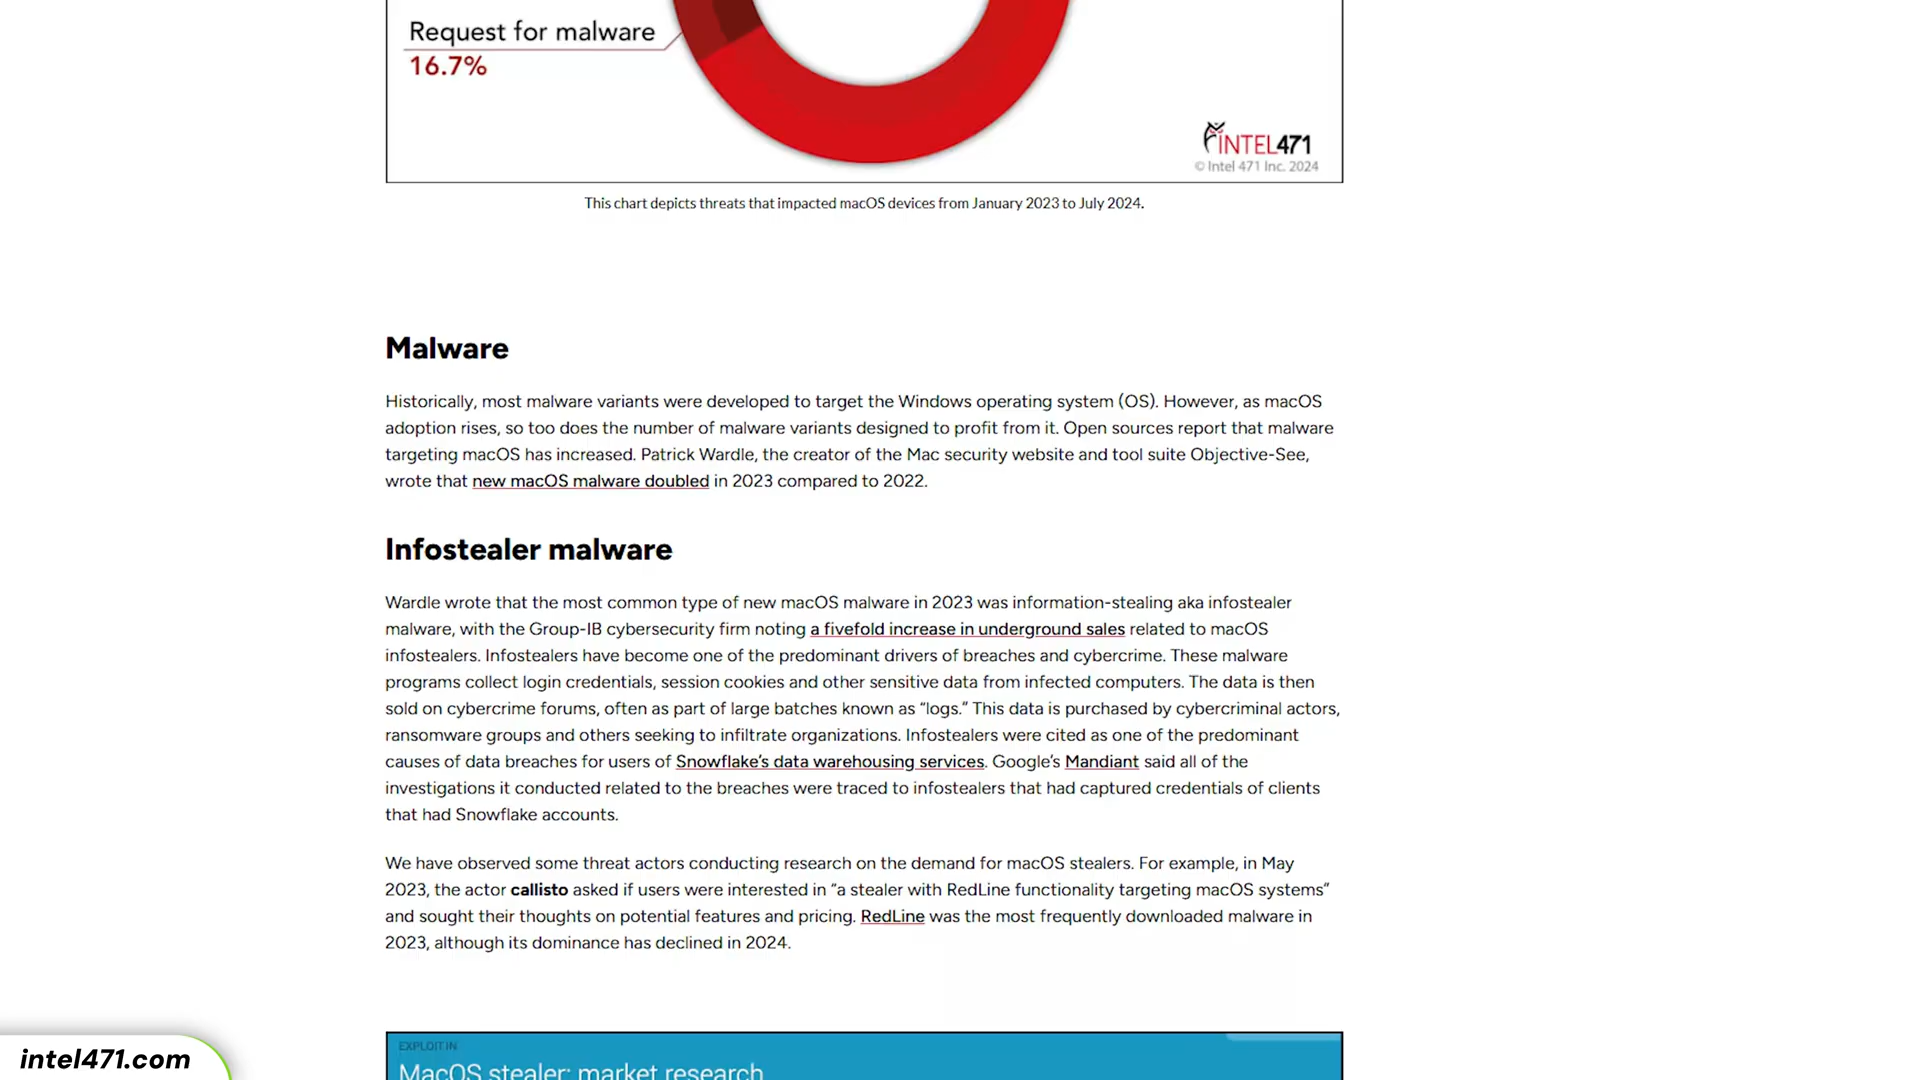 Request for malware
16.7%
INTEL471
© Intel 471 Inc. 2024
This chart depicts threats that impacted macOS devices from January 2023 to July 2024.
Malware
Historically, most malware variants were developed to target the Windows operating system (OS). However, as macOS
adoption rises, so too does the number of malware variants designed to profit from it. Open sources report that malware
targeting macOS has increased. Patrick Wardle, the creator of the Mac security website and tool suite Objective-See,
wrote that new macOS malware doubled in 2023 compared to 2022.
Infostealer malware
Wardle wrote that the most common type of new macOS malware in 2023 was information-stealing aka infostealer
malware, with the Group-IB cybersecurity firm noting a fivefold increase in underground sales related to macOS
infostealers. Infostealers have become one of the predominant drivers of breaches and cybercrime. These malware
programs collect login credentials, session cookies and other sensitive data from infected computers. The data is then
sold on cybercrime forums, often as part of large batches known as “logs.” This data is purchased by cybercriminal actors,
ransomware groups and others seeking to infiltrate organizations. Infostealers were cited as one of the predominant
causes of data breaches for users of Snowflake’s data warehousing services. Google’s Mandiant said all of the
investigations it conducted related to the breaches were traced to infostealers that had captured credentials of clients
that had Snowflake accounts.
We have observed some threat actors conducting research on the demand for macOS stealers. For example, in May
2023, the actor callisto asked if users were interested in “a stealer with RedLine functionality targeting macOS systems”
and sought their thoughts on potential features and pricing. RedLine was the most frequently downloaded malware in
2023, although its dominance has declined in 2024.
EXPLOIT IN
MacOS stealer: market research
intel471.com